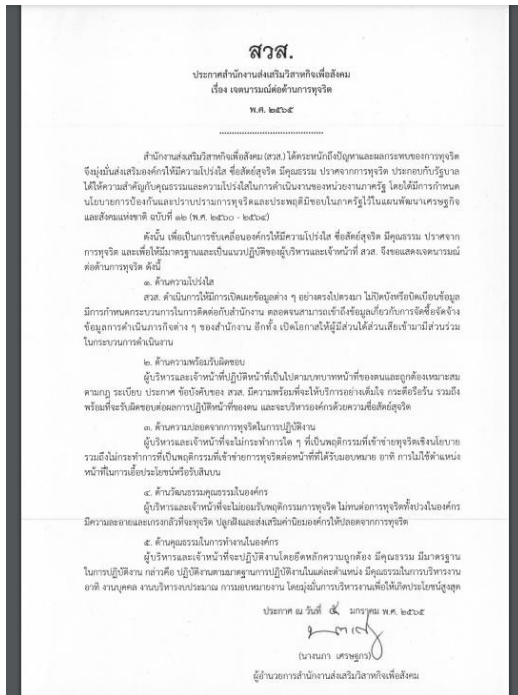 สวส.
ประกาศสำนักงานส่งเสริมวิสาหกิจเพื่อสังคม
เรื่อง เจตนารมณ์ต่อต้านการทุจริต
พ.ศ. ๒๕๖๕
สำนักงานส่งเสริมวิสาหกิจเพื่อสังคม (สวส.) ได้ตระหนักถึงปัญหาและผลกระทบของการทุจริต
จึงมุ่งมั่นส่งเสริมองค์กรให้มีความโปร่งใส ซื่อสัตย์สุจริต มีคุณธรรม ปราศจากการทุจริต ประกอบกับรัฐบาล
ได้ให้ความสำคัญกับคุณธรรมและความโปร่งใสในการดำเนินงานของหน่วยงานภาครัฐ โดยได้มีการกำหนด
นโยบายการป้องกันและปราบปรามการทุจริตและประพฤติมิชอบในภาครัฐไว้ในแผนพัฒนาเศรษฐกิจ
และสังคมแห่งชาติ ฉบับที่ ๑๒ (พ.ศ. ๒๕๖๐ - ๒๕๖๔)
ดังนั้น เพื่อเป็นการขับเคลื่อนองค์กรให้มีความโปร่งใส ซื่อสัตย์สุจริต มีคุณธรรม ปราศจาก
การทุจริต และเพื่อให้มีมาตรฐานและเป็นแนวปฏิบัติของผู้บริหารและเจ้าหน้าที่ สวส. จึงขอแสดงเจตนารมณ์
ต่อต้านการทุจริต ดังนี้
๑. ด้านความโปร่งใส
สวส. ดำเนินการให้มีการเปิดเผยข้อมูลต่าง ๆ อย่างตรงไปตรงมา ไม่ปิดบังหรือบิดเบือนข้อมูล
มีการกำหนดกระบวนการในการติดต่อกับสำนักงาน ตลอดจนสามารถเข้าถึงข้อมูลเกี่ยวกับการจัดซื้อจัดจ้าง
ข้อมูลการดำเนินภารกิจต่าง ๆ ของสำนักงาน อีกทั้ง เปิดโอกาสให้ผู้มีส่วนได้ส่วนเสียเข้ามามีส่วนร่วม
ในกระบวนการดำเนินงาน
๒. ด้านความพร้อมรับผิดชอบ
ผู้บริหารและเจ้าหน้าที่ปฏิบัติหน้าที่เป็นไปตามบทบาทหน้าที่ของตนและถูกต้องเหมาะสม
ตามกฎ ระเบียบ ประกาศ ข้อบังคับของ สวส. มีความพร้อมที่จะให้บริการอย่างเต็มใจ กระตือรือร้น รวมถึง
พร้อมที่จะรับผิดชอบต่อผลการปฏิบัติหน้าที่ของตน และจะบริหารองค์กรด้วยความซื่อสัตย์สุจริต
๓. ด้านความปลอดจากการทุจริตในการปฏิบัติงาน
ผู้บริหารและเจ้าหน้าที่จะไม่กระทำการใด ๆ ที่เป็นพฤติกรรมที่เข้าข่ายทุจริตเชิงนโยบาย
รวมถึงไม่กระทำการที่เป็นพฤติกรรมที่เข้าข่ายการทุจริตต่อหน้าที่ที่ได้รับมอบหมาย อาทิ การไม่ใช้ตำแหน่ง
หน้าที่ในการเอื้อประโยชน์หรือรับสินบน
๔. ด้านวัฒนธรรมคุณธรรมในองค์กร
ผู้บริหารและเจ้าหน้าที่จะไม่ยอมรับพฤติกรรมการทุจริต ไม่ทนต่อการทุจริตทั้งปวงในองค์กร
มีความละอายและเกรงกลัวที่จะทุจริต ปลูกฝังและส่งเสริมค่านิยมองค์กรให้ปลอดจากการทุจริต
๕. ด้านคุณธรรมในการทำงานในองค์กร
ผู้บริหารและเจ้าหน้าที่จะปฏิบัติงานโดยยึดหลักความถูกต้อง มีคุณธรรม มีมาตรฐาน
ในการปฏิบัติงาน กล่าวคือ ปฏิบัติงานตามมาตรฐานการปฏิบัติงานในแต่ละตำแหน่ง มีคุณธรรมในการบริหารงาน
อาทิ งานบุคคล งานบริหารงบประมาณ การมอบหมายงาน โดยมุ่งมั่นการบริหารงานเพื่อให้เกิดประโยชน์สูงสุด
ประกาศ ณ วันที่ ๕ มกราคม พ.ศ. ๒๕๖๕
(นางนภา เศรษฐกร)
ผู้อำนวยการสำนักงานส่งเสริมวิสาหกิจเพื่อสังคม